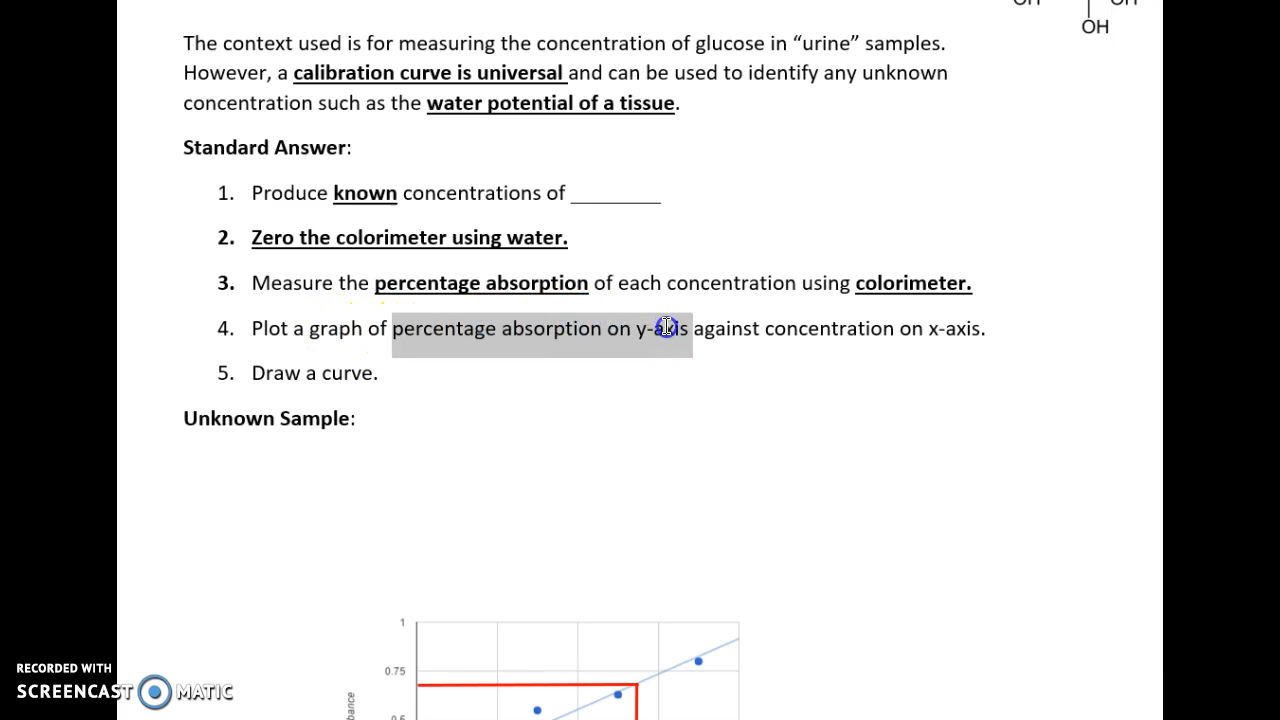 OH
OH
OH
The context used is for measuring the concentration of glucose in “urine” samples.
However, a calibration curve is universal and can be used to identify any unknown
concentration such as the water potential of a tissue.
Standard Answer:
1. Produce known concentrations of ________
2. Zero the colorimeter using water.
3. Measure the percentage absorption of each concentration using colorimeter.
4. Plot a graph of percentage absorption on y-axis against concentration on x-axis.
5. Draw a curve.
Unknown Sample:
1
0.75
0.5
bance
RECORDED WITH
SCREENCAST MATIC